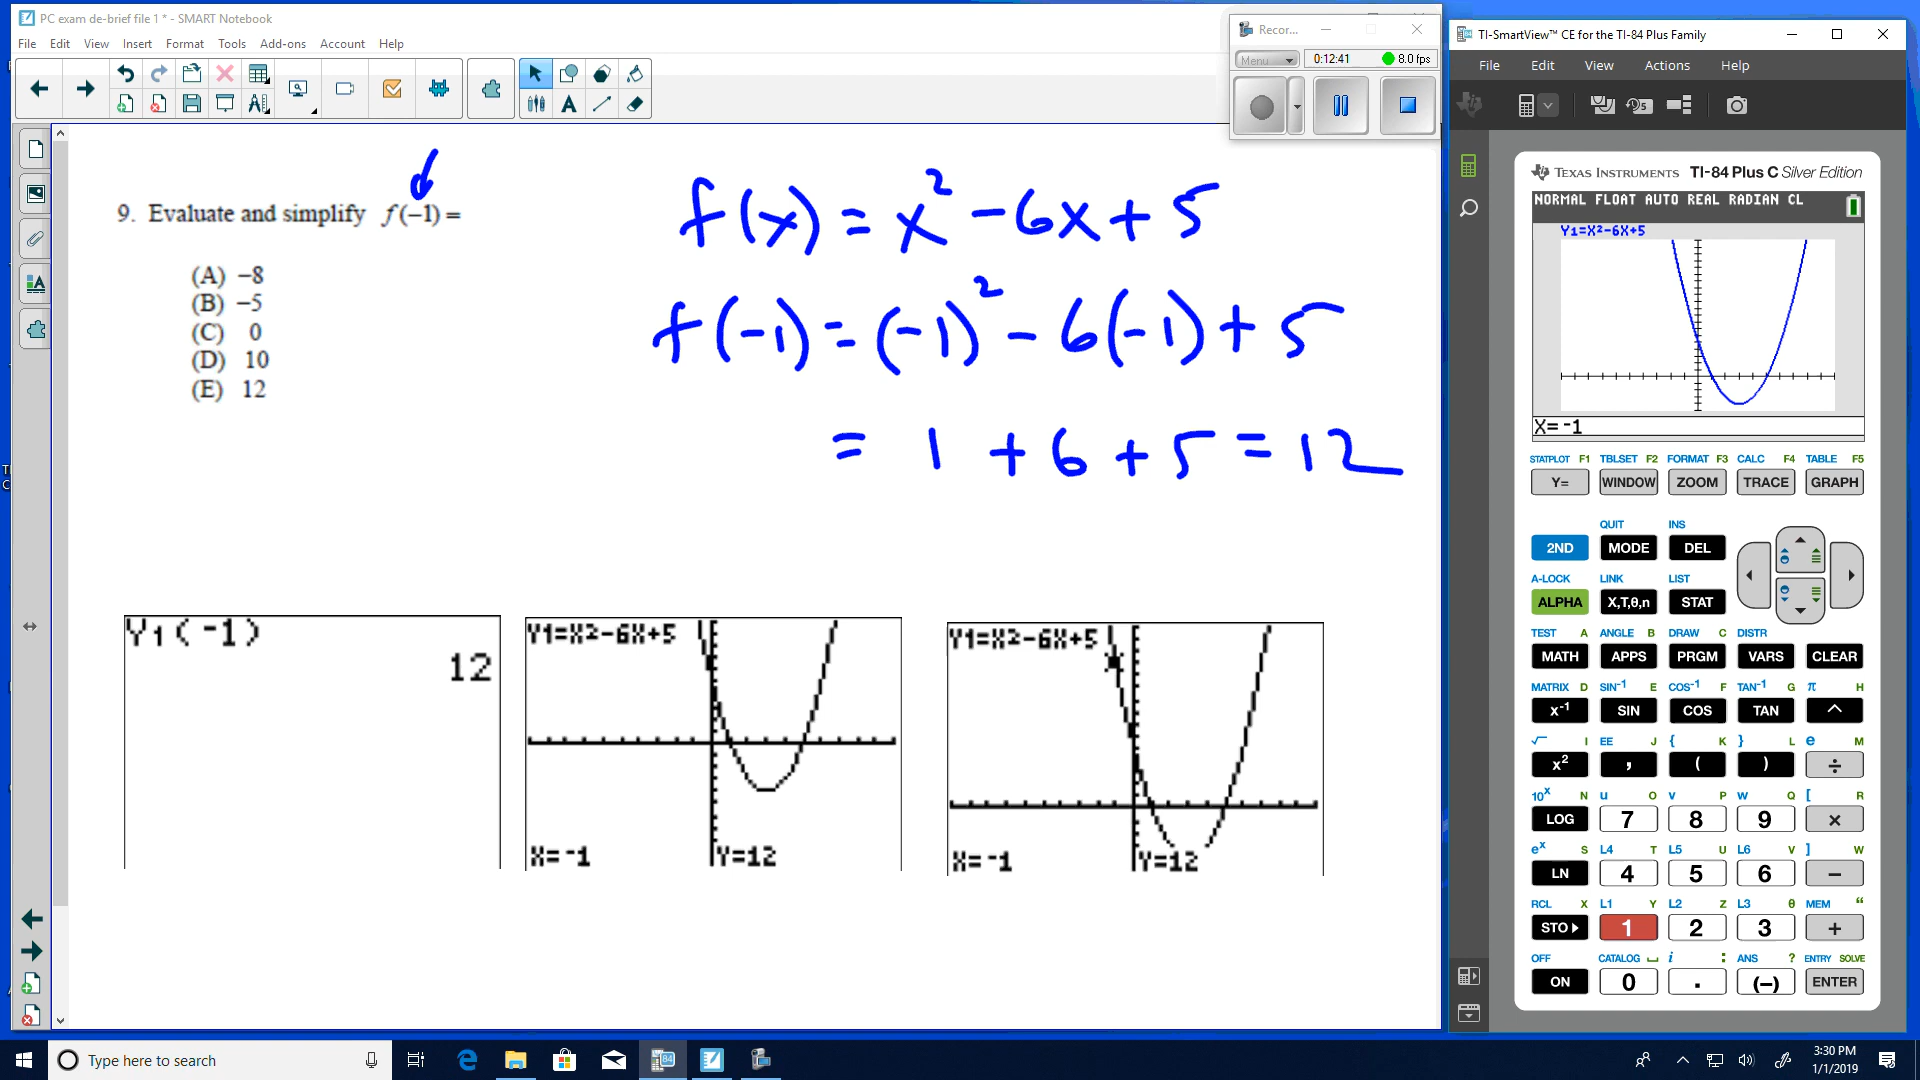 PC exam de-brief file 1 * - SMART Notebook
File Edit View Insert Format Tools Add-ons Account Help
Recor...
Menu
0:12:41
8.0 fps
9. Evaluate and simplify f(−1) =
(A) −8
(B) −5
(C) 0
(D) 10
(E) 12
f(x) = x² − 6x + 5
f(-1) = (-1)² - 6(-1) + 5
= 1 + 6 + 5 = 12
Y₁(-1)
12
Y1=X2-6X+5
X=-1 Y=12
Y1=X2-6X+5
X=-1 Y=12
TI-SmartView™ CE for the TI-84 Plus Family
File Edit View Actions Help
TEXAS INSTRUMENTS TI-84 Plus C Silver Edition
NORMAL FLOAT AUTO REAL RADIAN CL
Y1=X²-6X+5
X=-1
STATPLOT F1 TBLSET F2 FORMAT F3 CALC F4 TABLE F5
Y= WINDOW ZOOM TRACE GRAPH
QUIT INS
2ND MODE DEL
A-LOCK LINK LIST
ALPHA X,T,θ,n STAT
TEST A ANGLE B DRAW C DISTR
MATH APPS PRGM VARS CLEAR
MATRIX D SIN⁻¹ E COS⁻¹ F TAN⁻¹ G π H
x⁻¹ SIN COS TAN ^
√ I EE J { K } L e M
x² , ( ) ÷
10ˣ N u O v P w Q [ R
LOG 7 8 9 ×
eˣ S L4 T L5 U L6 V ] W
LN 4 5 6 −
RCL X L1 Y L2 Z L3 θ MEM “
STO▸ 1 2 3 +
OFF CATALOG ⎵ i : ANS ? ENTRY SOLVE
ON 0 . (−) ENTER
Type here to search
3:30 PM
1/1/2019